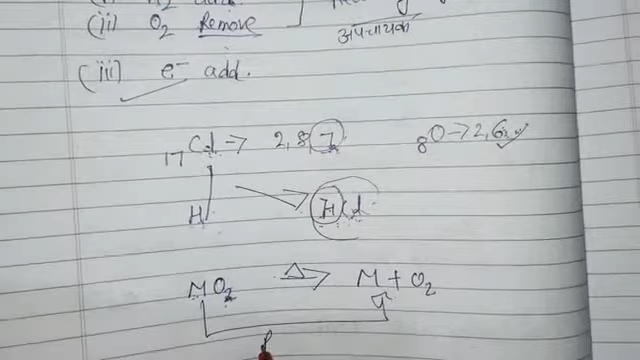 (ii) O₂ Remove
अपचायक
(iii) e⁻ add.
₁₇Cl → 2,8,7
₈O → 2,6
H
HCl
MO₂ Δ→ M + O₂